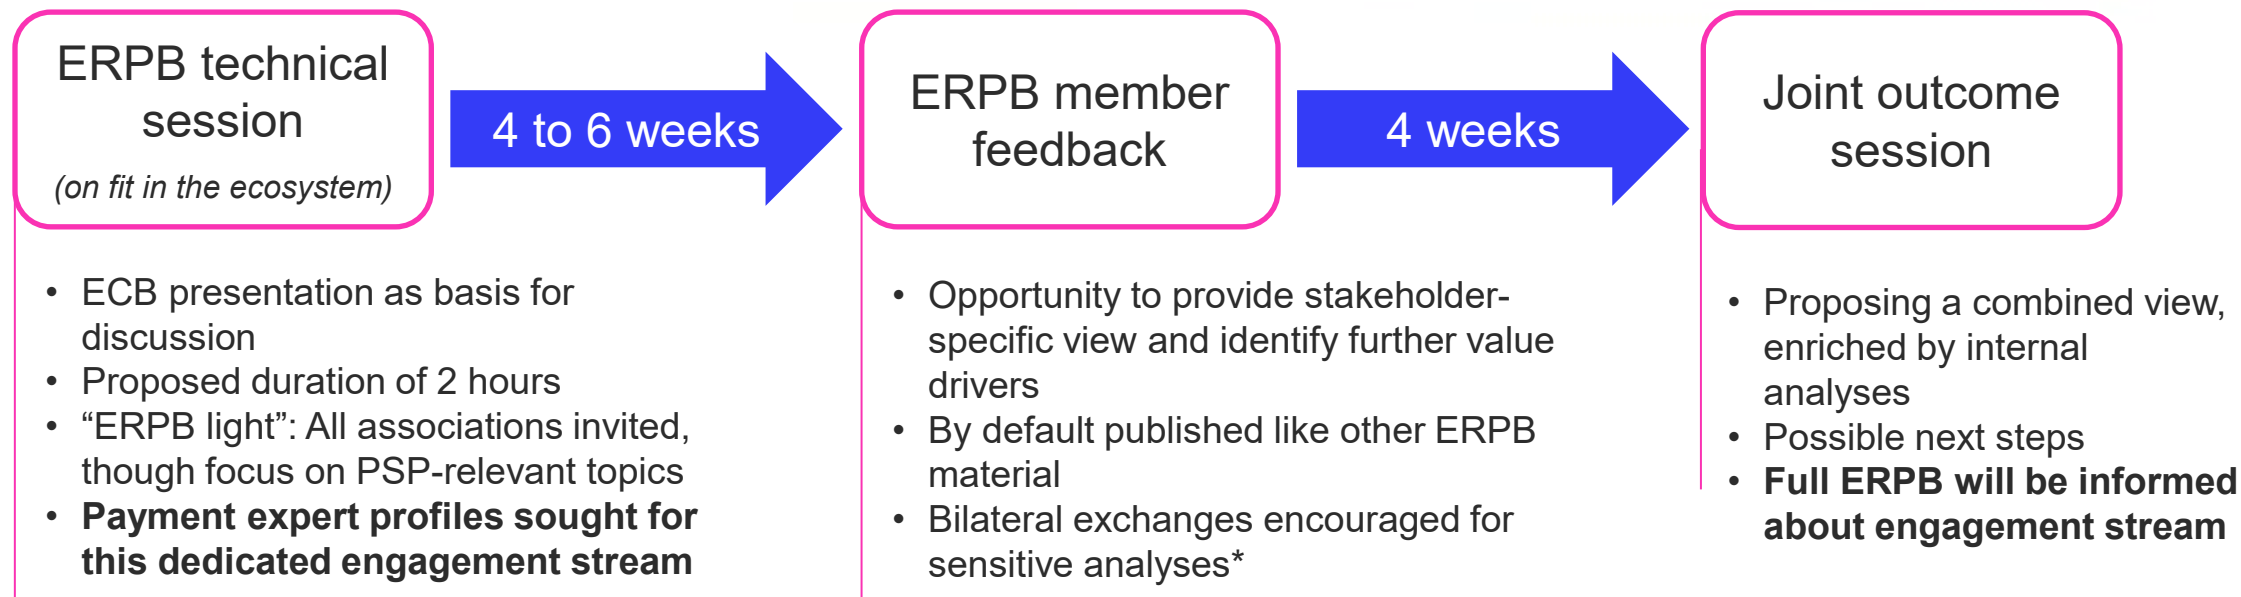 ERPB technical
session
(on fit in the ecosystem)
4 to 6 weeks
ERPB member
feedback
4 weeks
Joint outcome
session
• ECB presentation as basis for
discussion
• Proposed duration of 2 hours
• “ERPB light”: All associations invited,
though focus on PSP-relevant topics
• Payment expert profiles sought for
this dedicated engagement stream
• Opportunity to provide stakeholder-
specific view and identify further value
drivers
• By default published like other ERPB
material
• Bilateral exchanges encouraged for
sensitive analyses*
• Proposing a combined view,
enriched by internal
analyses
• Possible next steps
• Full ERPB will be informed
about engagement stream